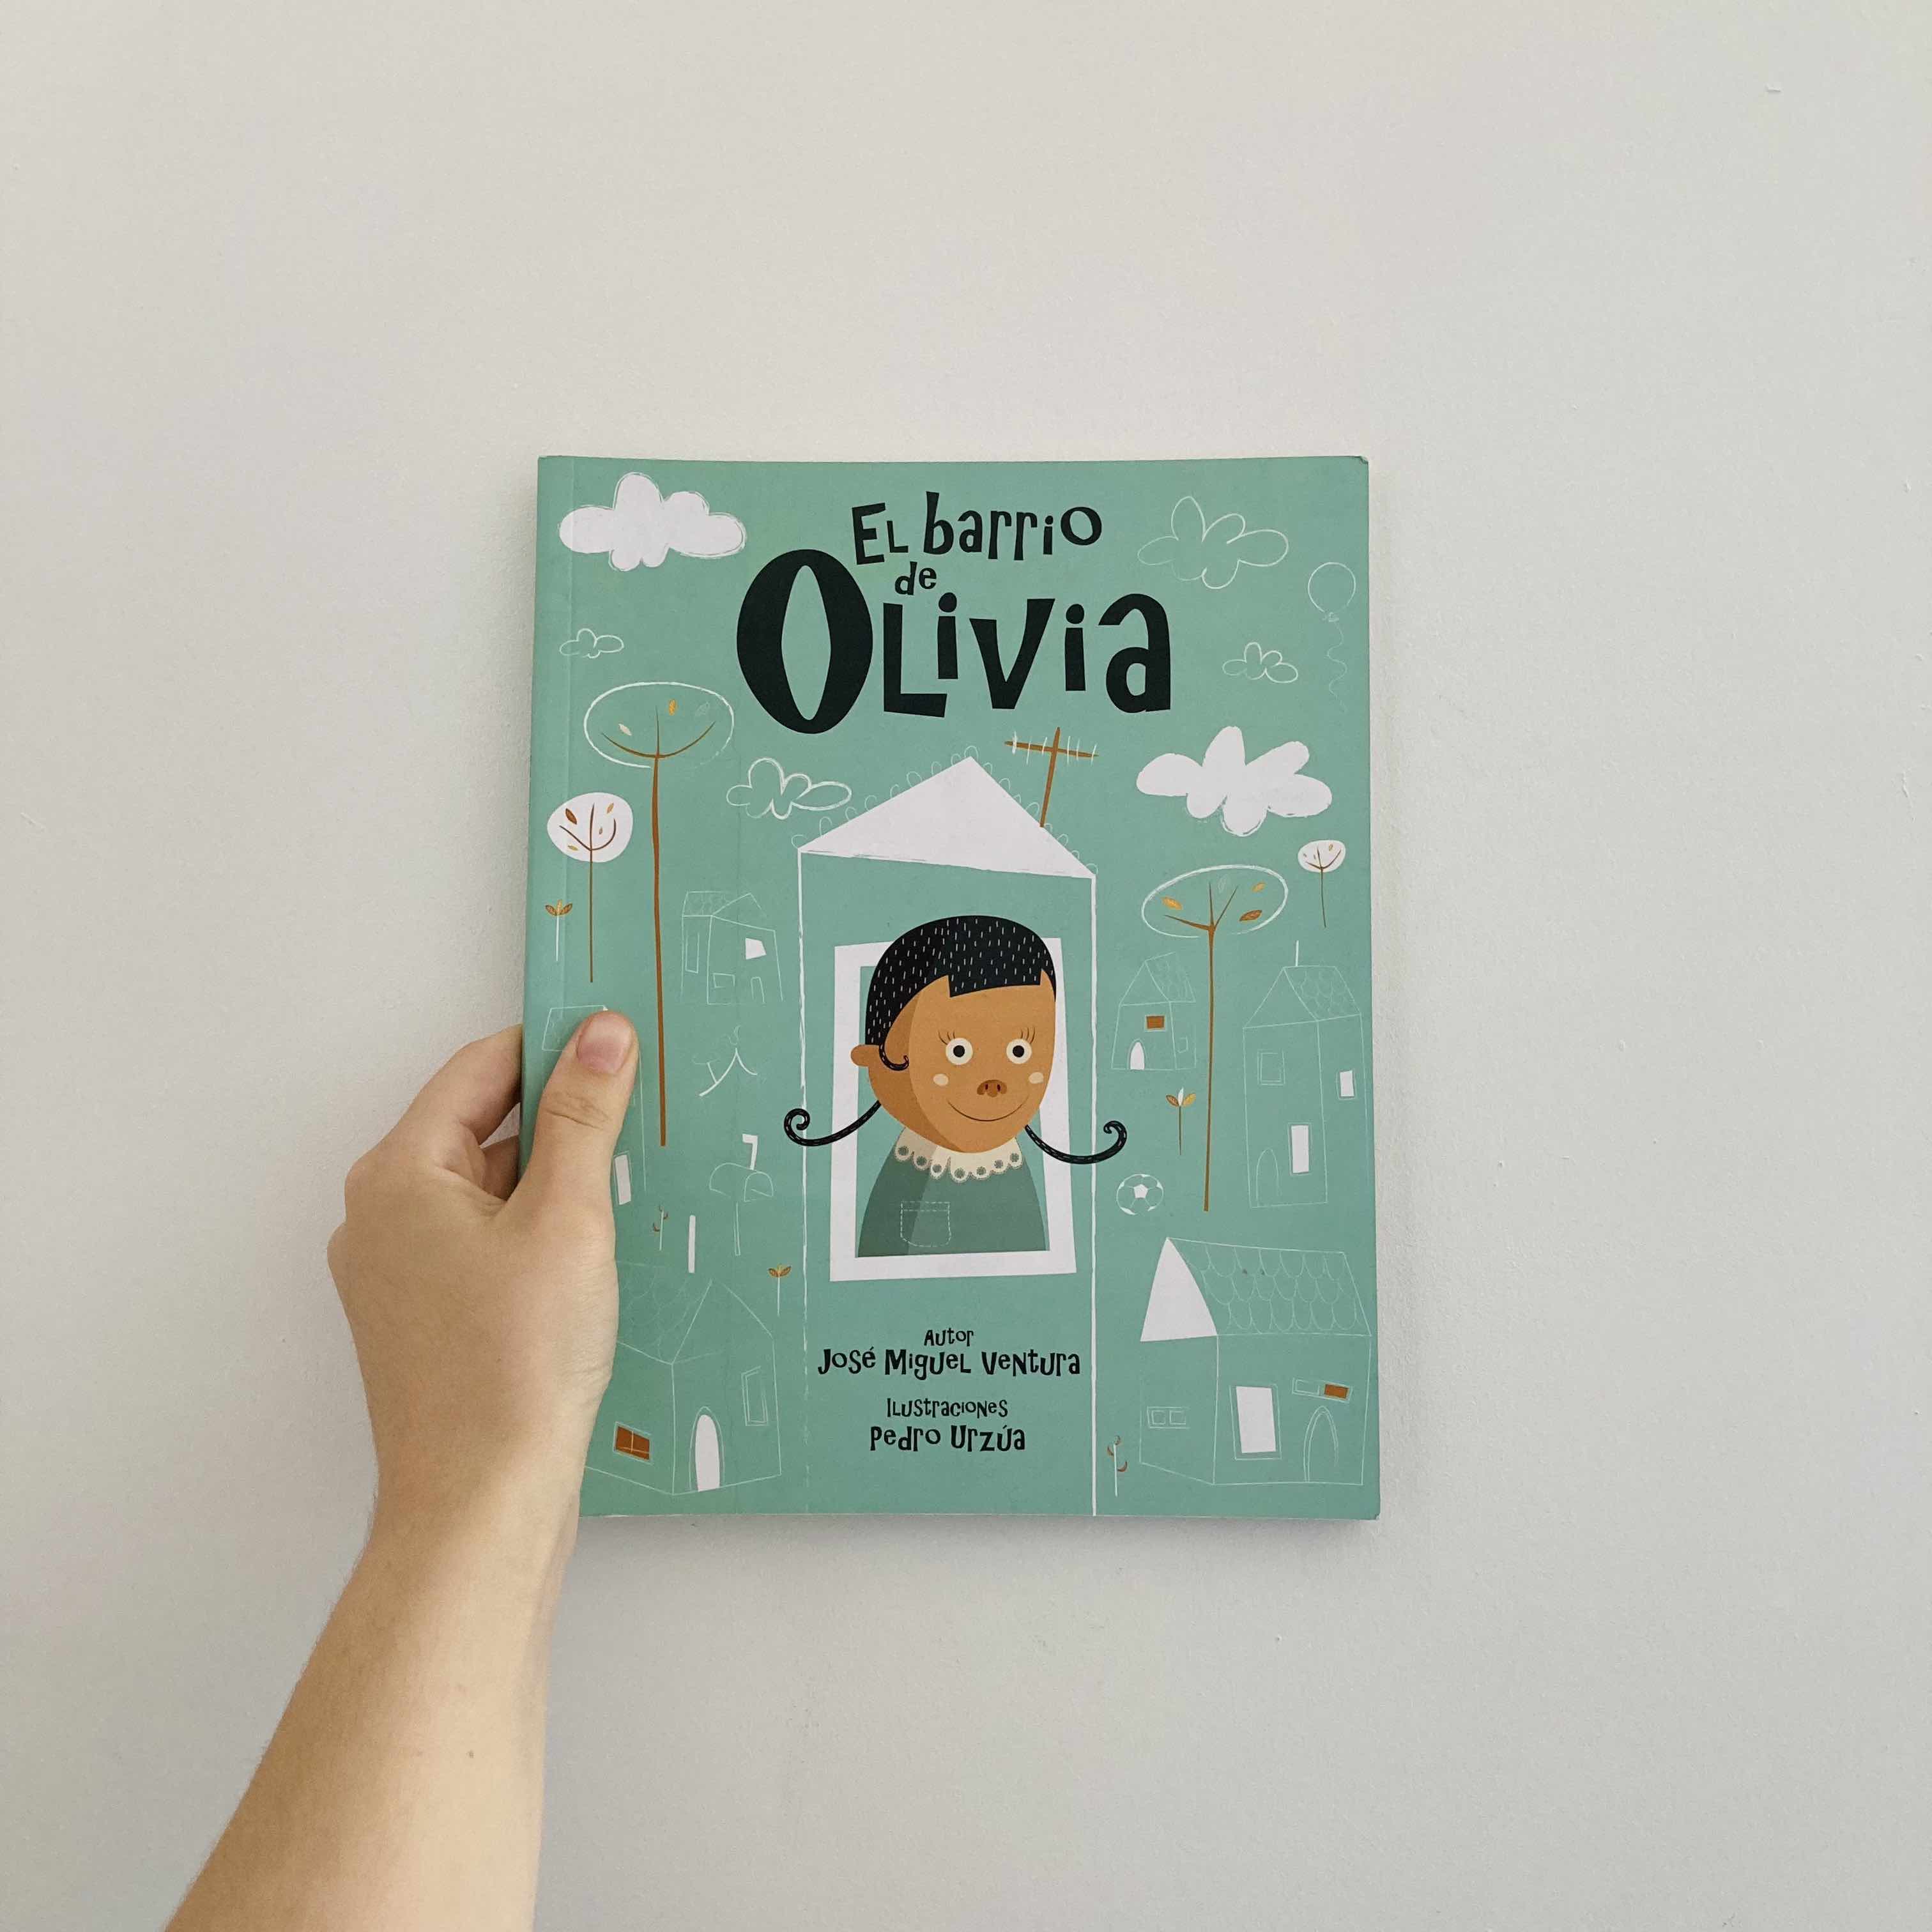 El barrio
de
Olivia
Autor
José Miguel Ventura
Ilustraciones
Pedro Urzúa